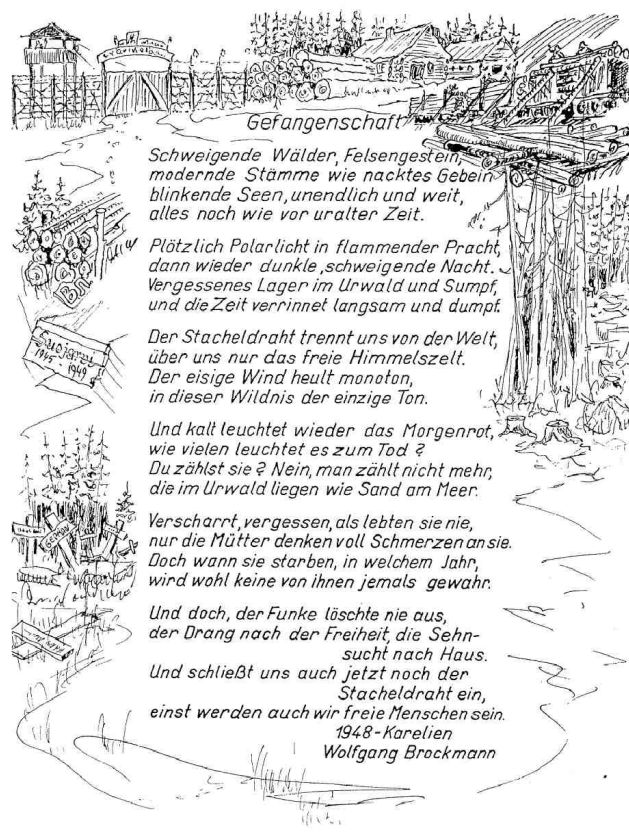 Gefangenschaft
Schweigende Wälder, Felsengestein,
modernde Stämme wie nacktes Gebein
blinkende Seen, unendlich und weit,
alles noch wie vor uralter Zeit.
Plötzlich Polarlicht in flammender Pracht,
dann wieder dunkle, schweigende Nacht.
Vergessenes Lager im Urwald und Sumpf,
und die Zeit verrinnet langsam und dumpf.
Der Stacheldraht trennt uns von der Welt,
über uns nur das freie Himmelszelt.
Der eisige Wind heult monoton,
in dieser Wildnis der einzige Ton.
Und kalt leuchtet wieder das Morgenrot,
wie vielen leuchtet es zum Tod ?
Du zählst sie ? Nein, man zählt nicht mehr,
die im Urwald liegen wie Sand am Meer.
Verscharrt, vergessen, als lebten sie nie,
nur die Mütter denken voll Schmerzen an sie.
Doch wann sie starben, in welchem Jahr,
wird wohl keine von ihnen jemals gewahr.
Und doch, der Funke löschte nie aus,
der Drang nach der Freiheit, die Sehn-
sucht nach Haus.
Und schließt uns auch jetzt noch der
Stacheldraht ein,
einst werden auch wir freie Menschen sein.
1948-Karelien
Wolfgang Brockmann
1945 - 1949